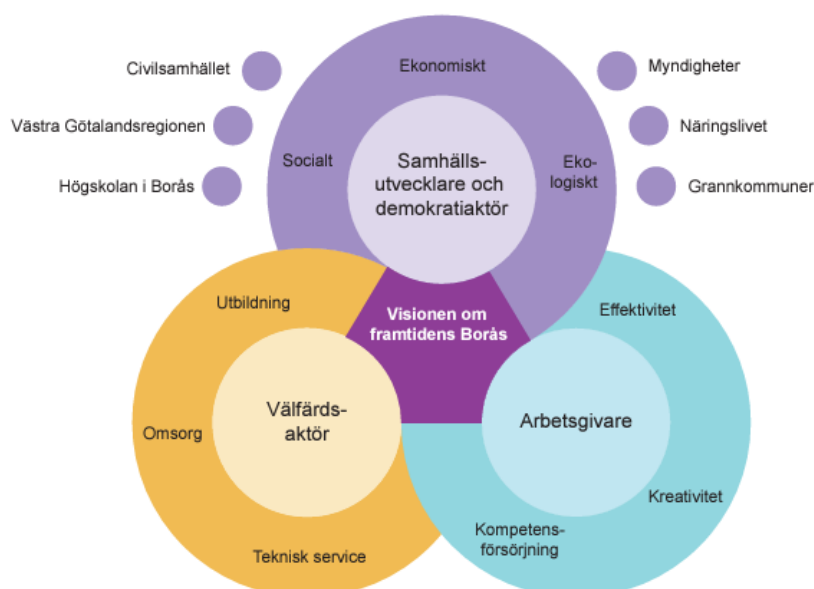 Civilsamhället
Västra Götalandsregionen
Högskolan i Borås
Ekonomiskt
Socialt
Eko-
logiskt
Samhälls-
utvecklare och
demokratiaktör
Myndigheter
Näringslivet
Grannkommuner
Visionen om
framtidens Borås
Utbildning
Omsorg
Teknisk service
Välfärds-
aktör
Effektivitet
Kreativitet
Kompetens-
försörjning
Arbetsgivare